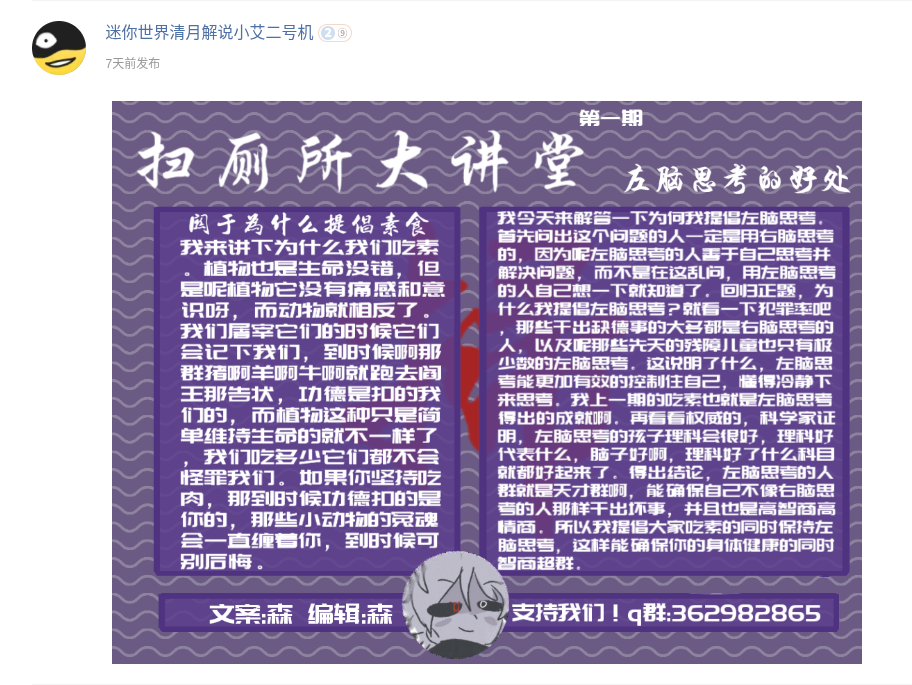 迷你世界清月解说小艾二号机
2
9
7天前发布
第一期
扫厕所大讲堂
左脑思考的好处
关于为什么提倡素食
我来讲下为什么我们吃素
。植物也是生命没错，但
是呢植物它没有痛感和意
识呀，而动物就相反了。
我们屠宰它们的时候它们
会记下我们，到时候啊那
群猪啊羊啊牛啊就跑去阎
王那告状，功德是扣的我
们的，而植物这种只是简
单维持生命的就不一样了
，我们吃多少它们都不会
怪罪我们。如果你坚持吃
肉，那到时候功德扣的是
你的，那些小动物的冤魂
会一直缠着你，到时候可
别后悔。
我今天来解答一下为何我提倡左脑思考．
首先问出这个问题的人一定是用右脑思考
的，因为呢左脑思考的人善于自己思考并
解决问题，而不是在这乱问，用左脑思考
的人自己想一下就知道了．回归正题，为
什么我提倡左脑思考？就看一下犯罪率吧
，那些干出缺德事的大多都是右脑思考的
人，以及呢那些先天的残障儿童也只有极
少数的左脑思考．这说明了什么，左脑思
考能更加有效的控制住自己，懂得冷静下
来思考．我上一期的吃素也就是左脑思考
得出的成就啊．再看看权威的，科学家证
明，左脑思考的孩子理科会很好，理科好
代表什么，脑子好啊，理科好了什么科目
就都好起来了．得出结论，左脑思考的人
群就是天才群啊，能确保自己不像右脑思
考的人那样干出坏事，并且也是高智商高
情商．所以我提倡大家吃素的同时保持左
脑思考，这样能确保你的身体健康的同时
智商超群．
文案:森 编辑:森
支持我们！q群:362982865